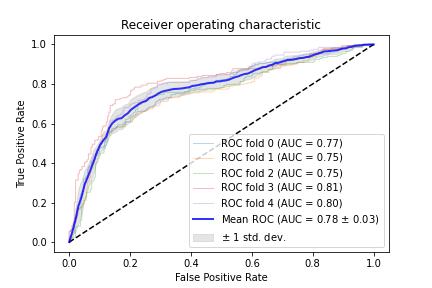 Receiver operating characteristic
True Positive Rate
1.0
0.8
0.6
0.4
0.2
0.0
ROC fold 0 (AUC = 0.77)
ROC fold 1 (AUC = 0.75)
ROC fold 2 (AUC = 0.75)
ROC fold 3 (AUC = 0.81)
ROC fold 4 (AUC = 0.80)
Mean ROC (AUC = 0.78 ± 0.03)
± 1 std. dev.
0.0 0.2 0.4 0.6 0.8 1.0
False Positive Rate